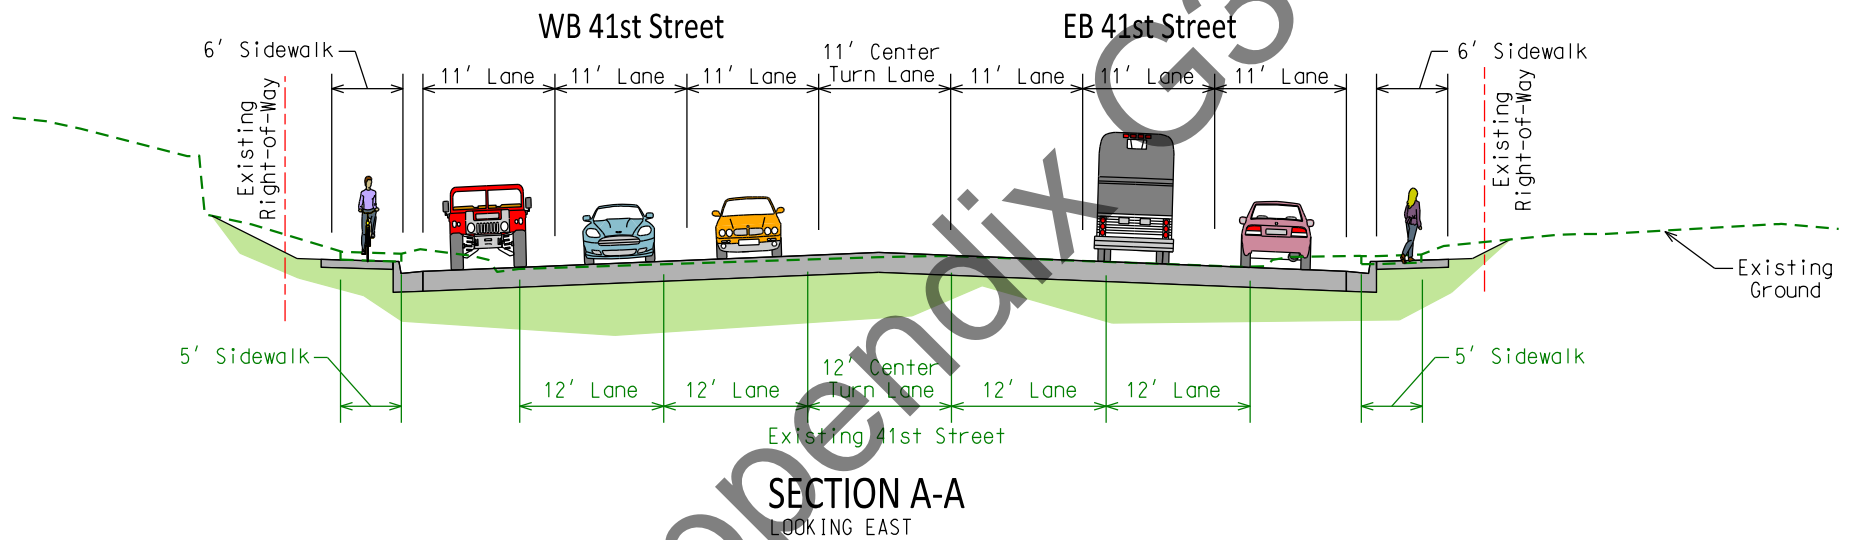 WB 41st Street
EB 41st Street
6' Sidewalk
11' Lane
11' Lane
11' Lane
11' Center
Turn Lane
11' Lane
11' Lane
11' Lane
6' Sidewalk
Existing
Right-of-Way
Existing
Right-of-Way
Existing
Ground
5' Sidewalk
12' Lane
12' Lane
12' Center
Turn Lane
12' Lane
12' Lane
5' Sidewalk
Existing 41st Street
SECTION A-A
LOOKING EAST
ppendix G3